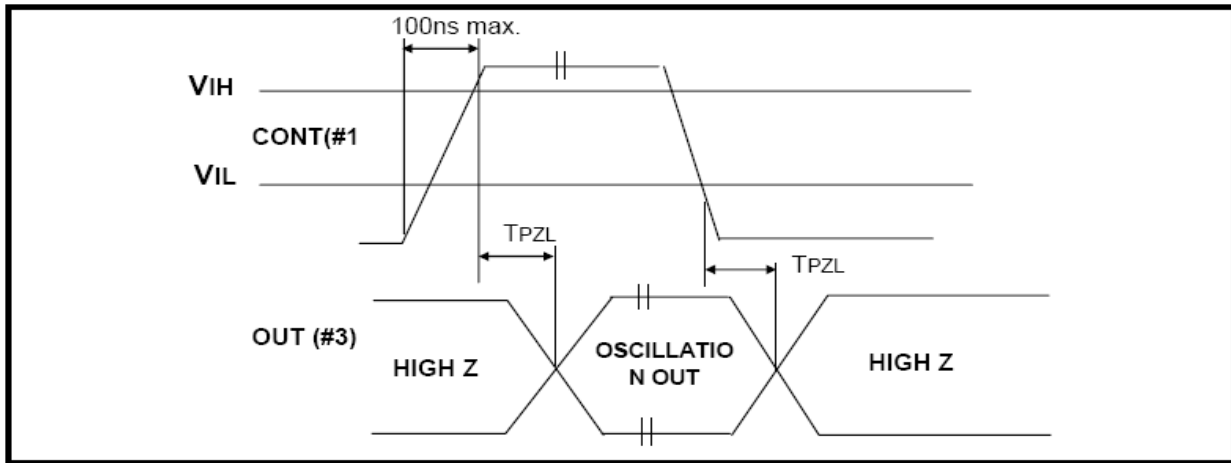 100ns max.
VIH
CONT(#1
VIL
TPZL
TPZL
OUT (#3)
HIGH Z
OSCILLATIO
N OUT
HIGH Z